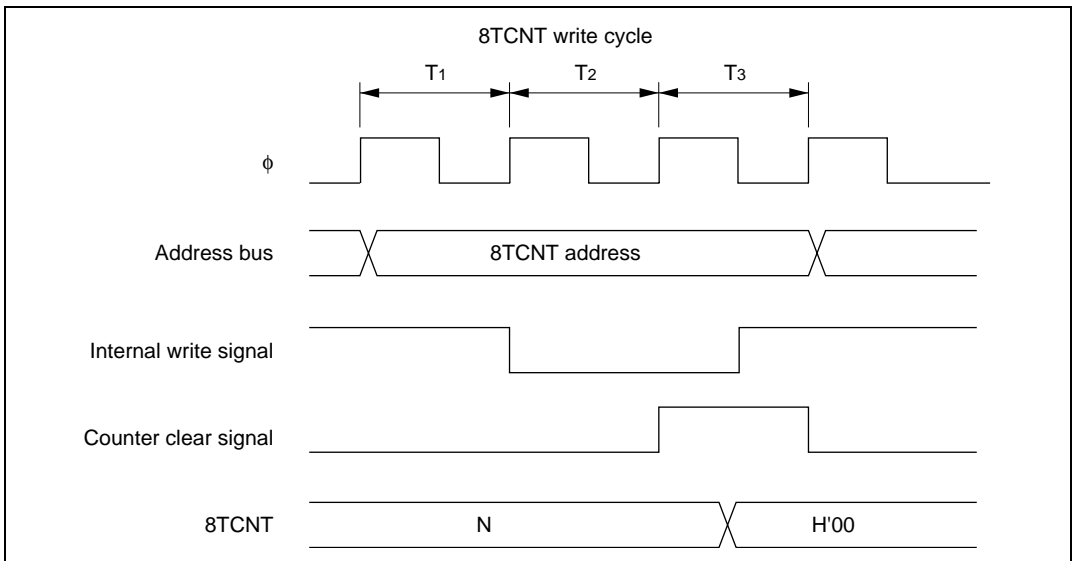 8TCNT write cycle
T1 T2 T3
φ
Address bus 8TCNT address
Internal write signal
Counter clear signal
8TCNT N H'00